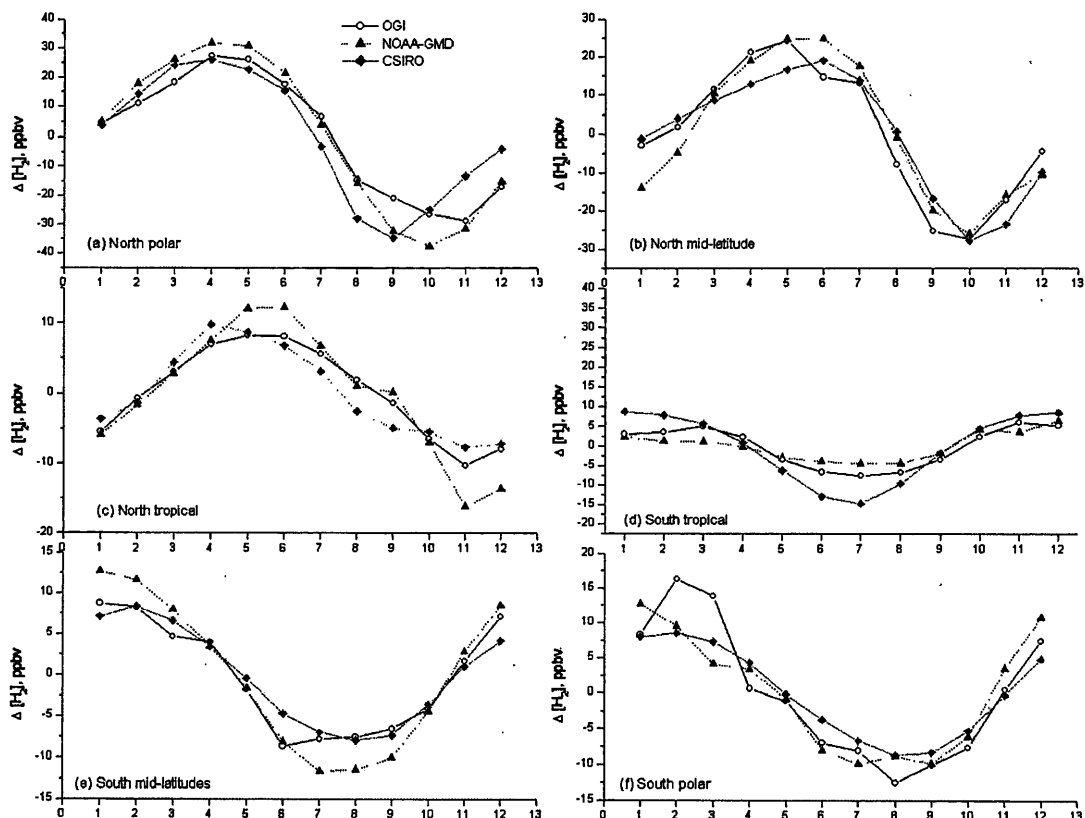 40
30
20
10
0
-10
-20
-30
-40
Δ [H₂], ppbv
OGI
NOAA-GMD
CSIRO
(a) North polar
0 1 2 3 4 5 6 7 8 9 10 11 12 13
30
20
10
0
-10
-20
-30
Δ [H₂], ppbv
(b) North mid-latitude
0 1 2 3 4 5 6 7 8 9 10 11 12 13
10
0
-10
-20
Δ [H₂], ppbv
(c) North tropical
0 1 2 3 4 5 6 7 8 9 10 11 12 13
40
35
30
25
20
15
10
5
0
-5
-10
-15
-20
Δ [H₂], ppbv
(d) South tropical
1 2 3 4 5 6 7 8 9 10 11 12
10
5
0
-5
-10
-15
Δ [H₂], ppbv
(e) South mid-latitudes
0 1 2 3 4 5 6 7 8 9 10 11 12 13
20
15
10
5
0
-5
-10
-15
Δ [H₂], ppbv
(f) South polar
0 1 2 3 4 5 6 7 8 9 10 11 12 13